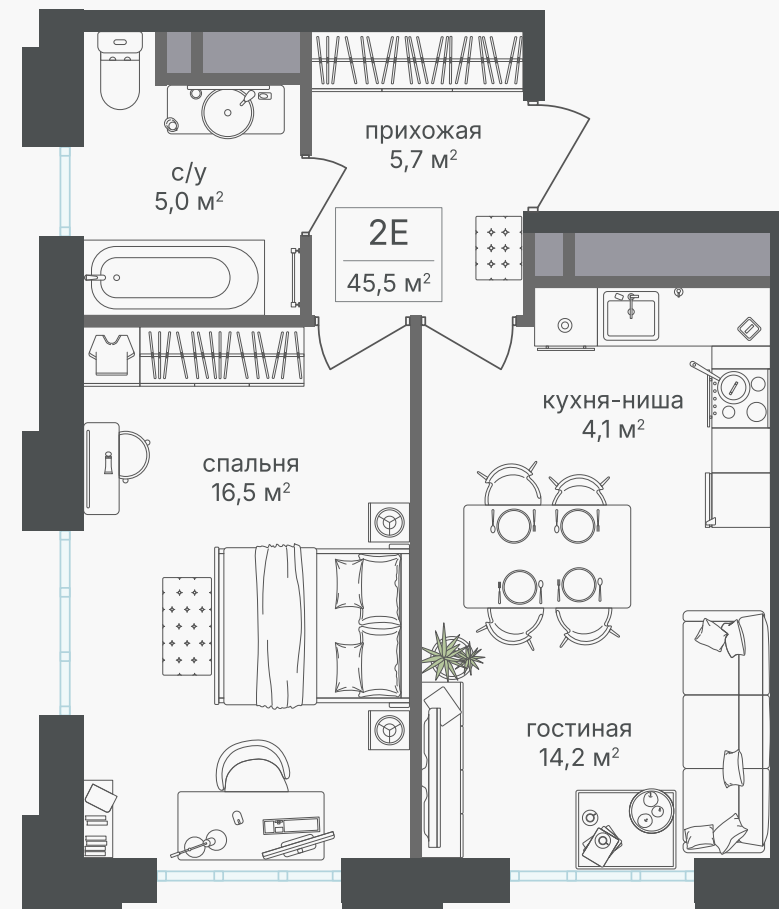 прихожая
5,7 м²
с/у
5,0 м²
2Е
45,5 м²
кухня-ниша
4,1 м²
спальня
16,5 м²
гостиная
14,2 м²